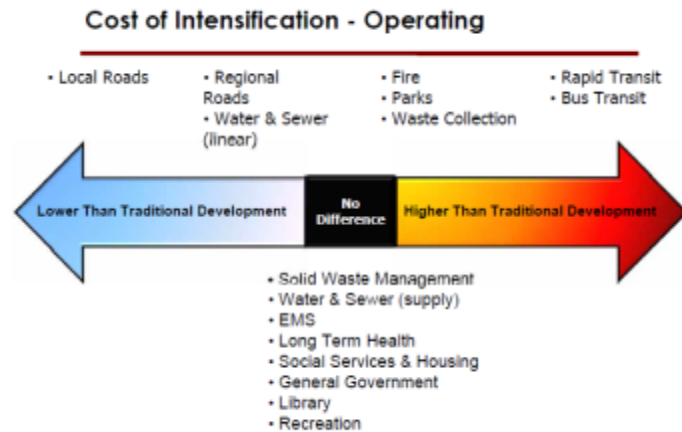 Cost of Intensification - Operating
• Local Roads
• Regional
Roads
• Water & Sewer
(linear)
• Fire
• Parks
• Waste Collection
• Rapid Transit
• Bus Transit
Lower Than Traditional Development
No
Difference
Higher Than Traditional Development
• Solid Waste Management
• Water & Sewer (supply)
• EMS
• Long Term Health
• Social Services & Housing
• General Government
• Library
• Recreation